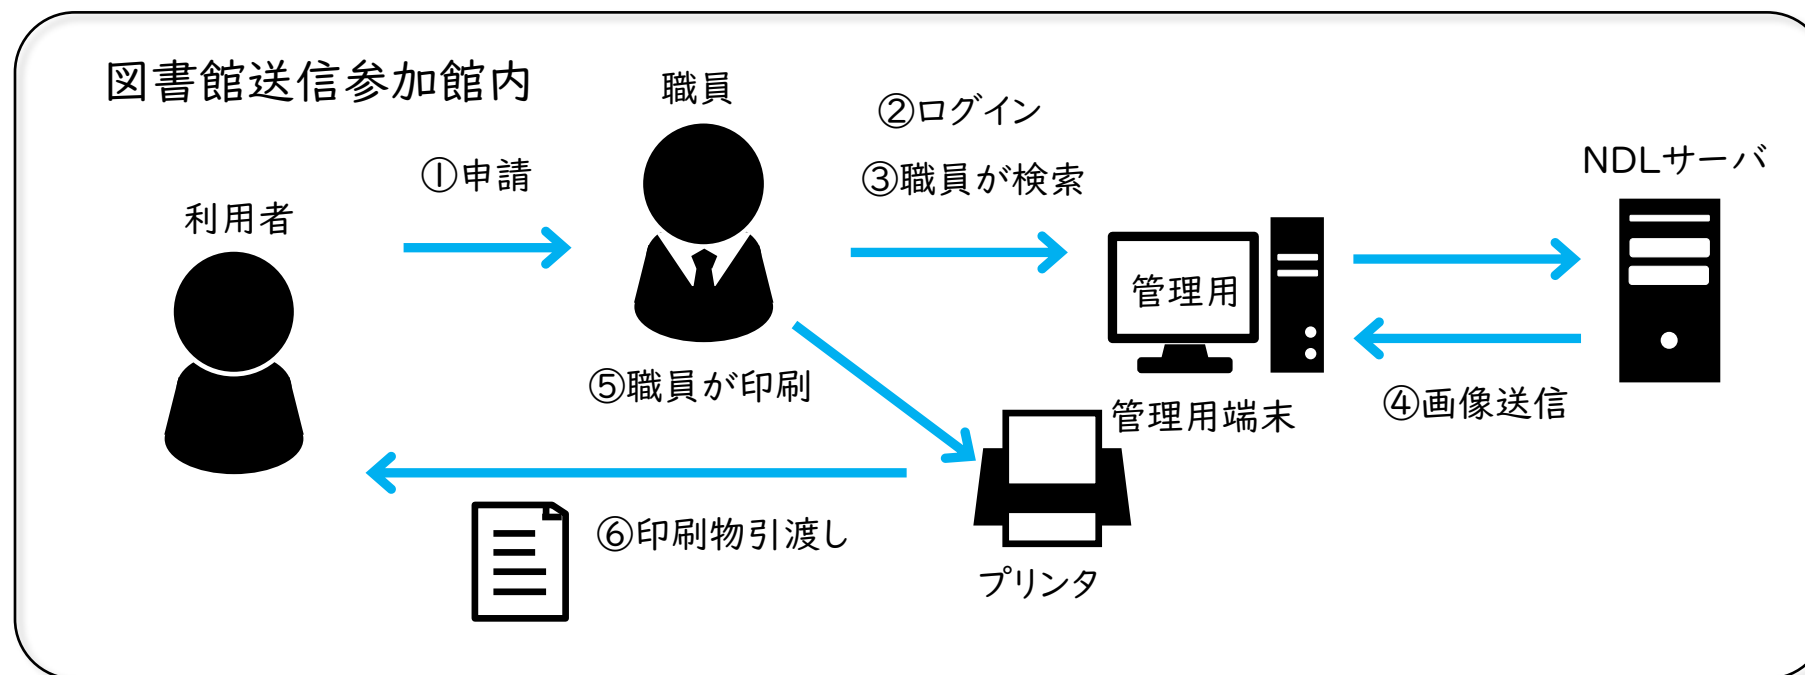 図書館送信参加館内
職員
②ログイン
①申請
③職員が検索
NDLサーバ
利用者
管理用
⑤職員が印刷
管理用端末
④画像送信
⑥印刷物引渡し
プリンタ